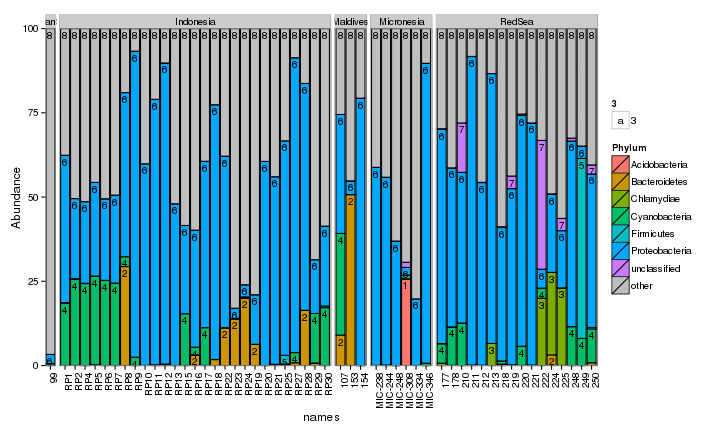 an
Indonesia
Maldives
Micronesia
RedSea
100
75
50
25
0
Abundance
99 RP1 RP2 RP4 RP5 RP6 RP7 RP8 RP9 RP10 RP11 RP12 RP13 RP15 RP16 RP17 RP18 RP22 RP23 RP24 RP19 RP20 RP21 RP25 RP27 RP28 RP29 RP30 107 153 154 MIC-238 MIC-244 MIC-248 MIC-308 MIC-334 MIC-346 177 178 210 211 212 213 218 219 220 221 222 224 225 248 249 250
names
3
a 3
Phylum
Acidobacteria
Bacteroidetes
Chlamydiae
Cyanobacteria
Firmicutes
Proteobacteria
unclassified
other